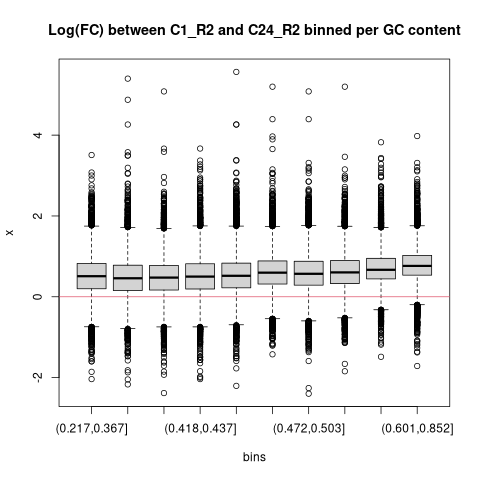 Log(FC) between C1_R2 and C24_R2 binned per GC content
4
2
0
-2
x
(0.217,0.367]
(0.418,0.437]
(0.472,0.503]
(0.601,0.852]
bins